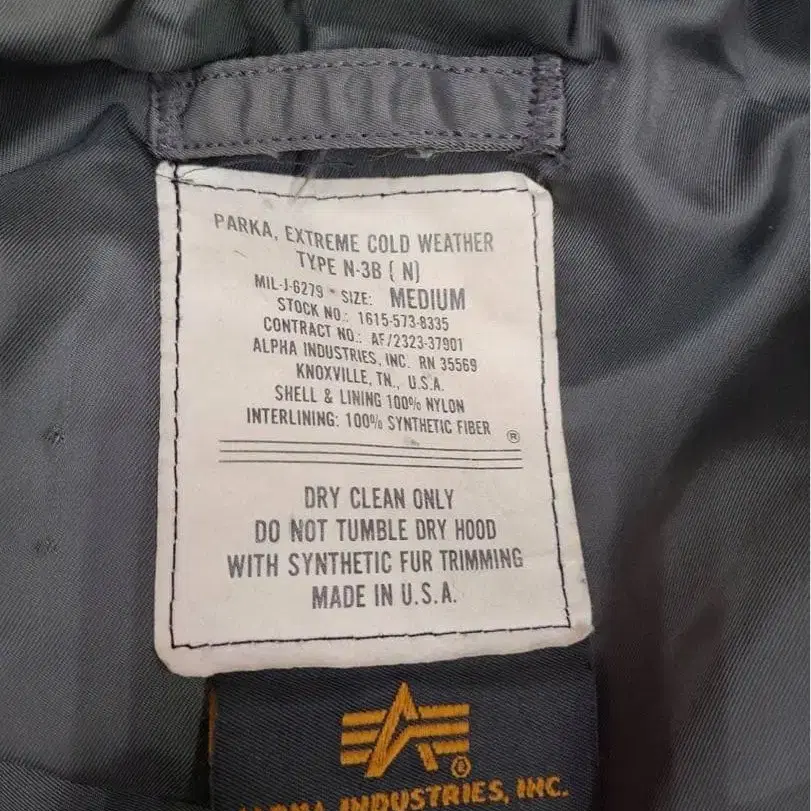 PARKA, EXTREME COLD WEATHER
TYPE N-3B ( N)
MIL-J-6279 * SIZE: MEDIUM
STOCK NO.: 1615-573-8335
CONTRACT NO.: AF/2323-37901
ALPHA INDUSTRIES, INC. RN 35569
KNOXVILLE, TN., U.S.A.
SHELL & LINING 100% NYLON
INTERLINING: 100% SYNTHETIC FIBER
®
DRY CLEAN ONLY
DO NOT TUMBLE DRY HOOD
WITH SYNTHETIC FUR TRIMMING
MADE IN U.S.A.
®
ALPHA INDUSTRIES, INC.